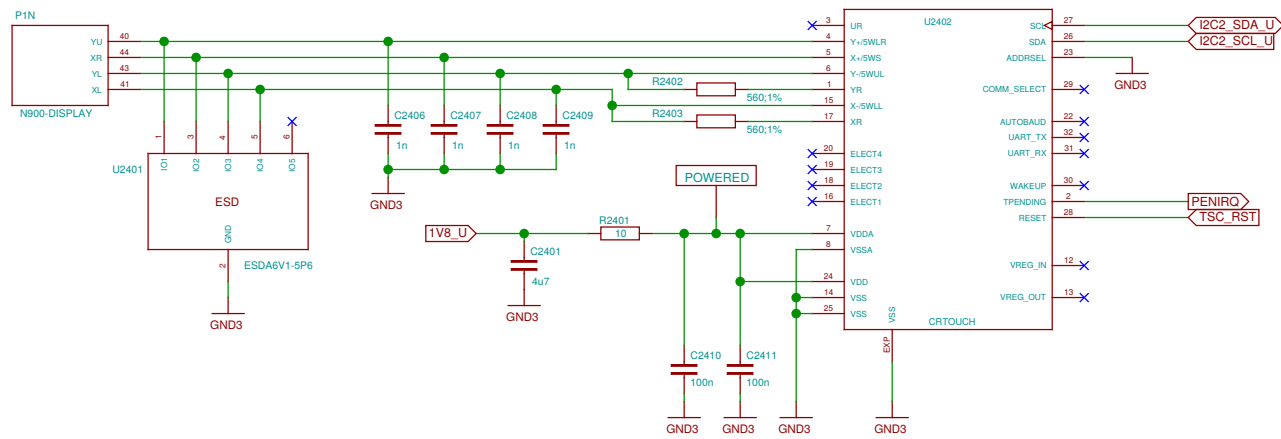 P1N
YU 40
XR 44
YL 43
XL 41
N900-DISPLAY
1 3 4 5 6
IO1 IO2 IO3 IO4 IO5
U2401
ESD
GND
2
ESDA6V1-5P6
GND3
C2406 C2407 C2408 C2409
1n 1n 1n 1n
GND3
R2402
560;1%
R2403
560;1%
POWERED
1V8_U
R2401
10
C2401
4u7
GND3
C2410
100n
C2411
100n
GND3 GND3 GND3 GND3
U2402
3 UR
4 Y+/5WLR
5 X+/5WS
6 Y-/5WUL
1 YR
15 X-/5WLL
17 XR
20 ELECT4
19 ELECT3
18 ELECT2
16 ELECT1
7 VDDA
8 VSSA
24 VDD
14 VSS
25 VSS
VSS
EXP
CRTOUCH
SCL 27 I2C2_SDA_U
SDA 26 I2C2_SCL_U
ADDRSEL 23
GND3
COMM_SELECT 29
AUTOBAUD 22
UART_TX 32
UART_RX 31
WAKEUP 30
TPENDING 2 PENIRQ
RESET 28 TSC_RST
VREG_IN 12
VREG_OUT 13